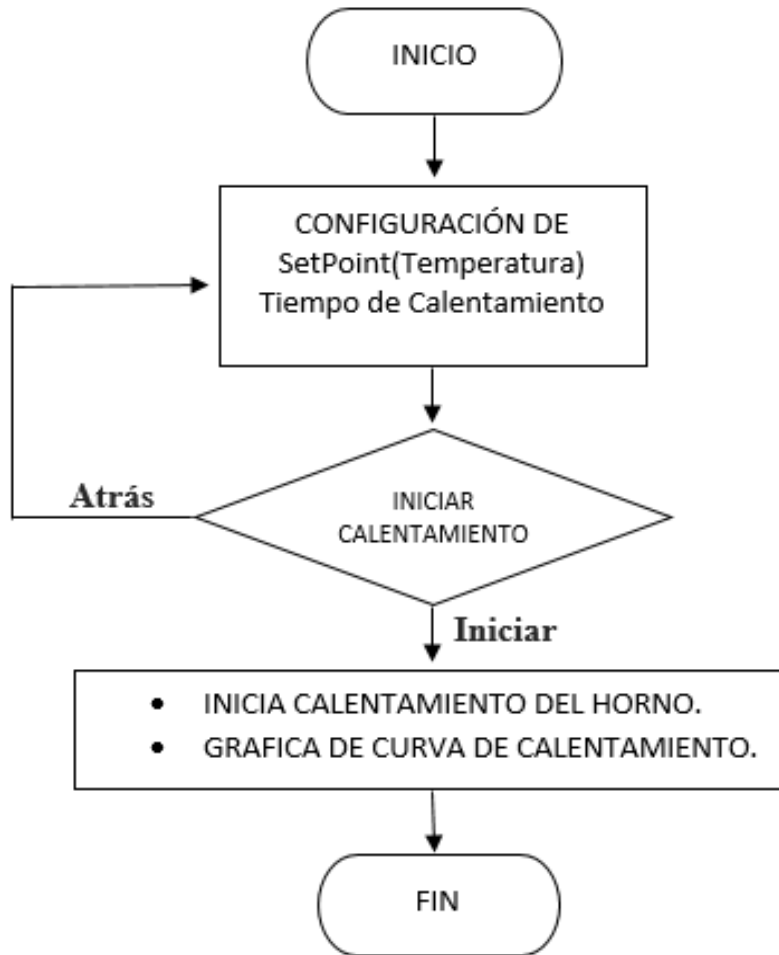 INICIO
CONFIGURACIÓN DE
SetPoint(Temperatura)
Tiempo de Calentamiento
Atrás
INICIAR
CALENTAMIENTO
Iniciar
• INICIA CALENTAMIENTO DEL HORNO.
• GRAFICA DE CURVA DE CALENTAMIENTO.
FIN